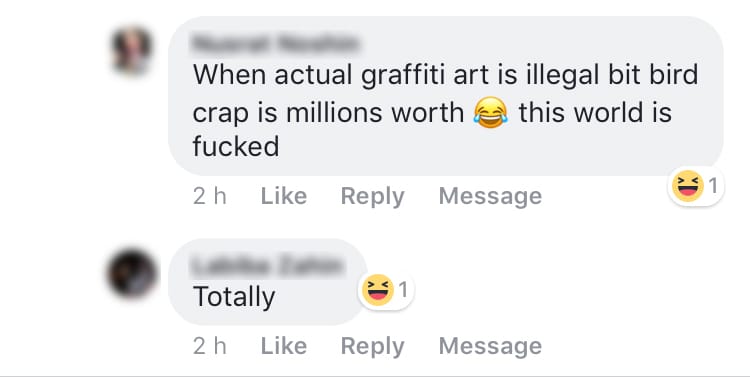 When actual graffiti art is illegal bit bird
crap is millions worth 😂 this world is
fucked
1
2 h Like Reply Message
Totally
1
2 h Like Reply Message